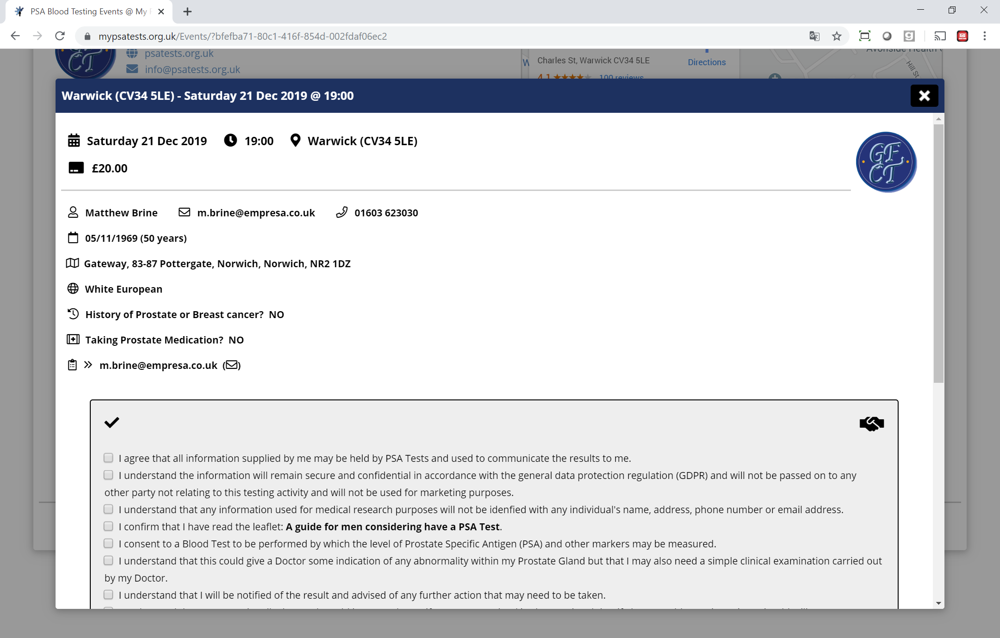 PSA Blood Testing Events @ My
mypsatests.org.uk/Events/?bfefba71-80c1-416f-854d-002fdaf06ec2
psatests.org.uk
info@psatests.org.uk
Charles St, Warwick CV34 5LE
Directions
4.1 100 reviews
Avonside Health
Hill St
Warwick (CV34 5LE) - Saturday 21 Dec 2019 @ 19:00
Saturday 21 Dec 2019 19:00 Warwick (CV34 5LE)
£20.00
GF
CT
Matthew Brine m.brine@empresa.co.uk 01603 623030
05/11/1969 (50 years)
Gateway, 83-87 Pottergate, Norwich, Norwich, NR2 1DZ
White European
History of Prostate or Breast cancer? NO
Taking Prostate Medication? NO
m.brine@empresa.co.uk ( )
I agree that all information supplied by me may be held by PSA Tests and used to communicate the results to me.
I understand the information will remain secure and confidential in accordance with the general data protection regulation (GDPR) and will not be passed on to any
other party not relating to this testing activity and will not be used for marketing purposes.
I understand that any information used for medical research purposes will not be idenfied with any individual's name, address, phone number or email address.
I confirm that I have read the leaflet: A guide for men considering have a PSA Test.
I consent to a Blood Test to be performed by which the level of Prostate Specific Antigen (PSA) and other markers may be measured.
I understand that this could give a Doctor some indication of any abnormality within my Prostate Gland but that I may also need a simple clinical examination carried out
by my Doctor.
I understand that I will be notified of the result and advised of any further action that may need to be taken.